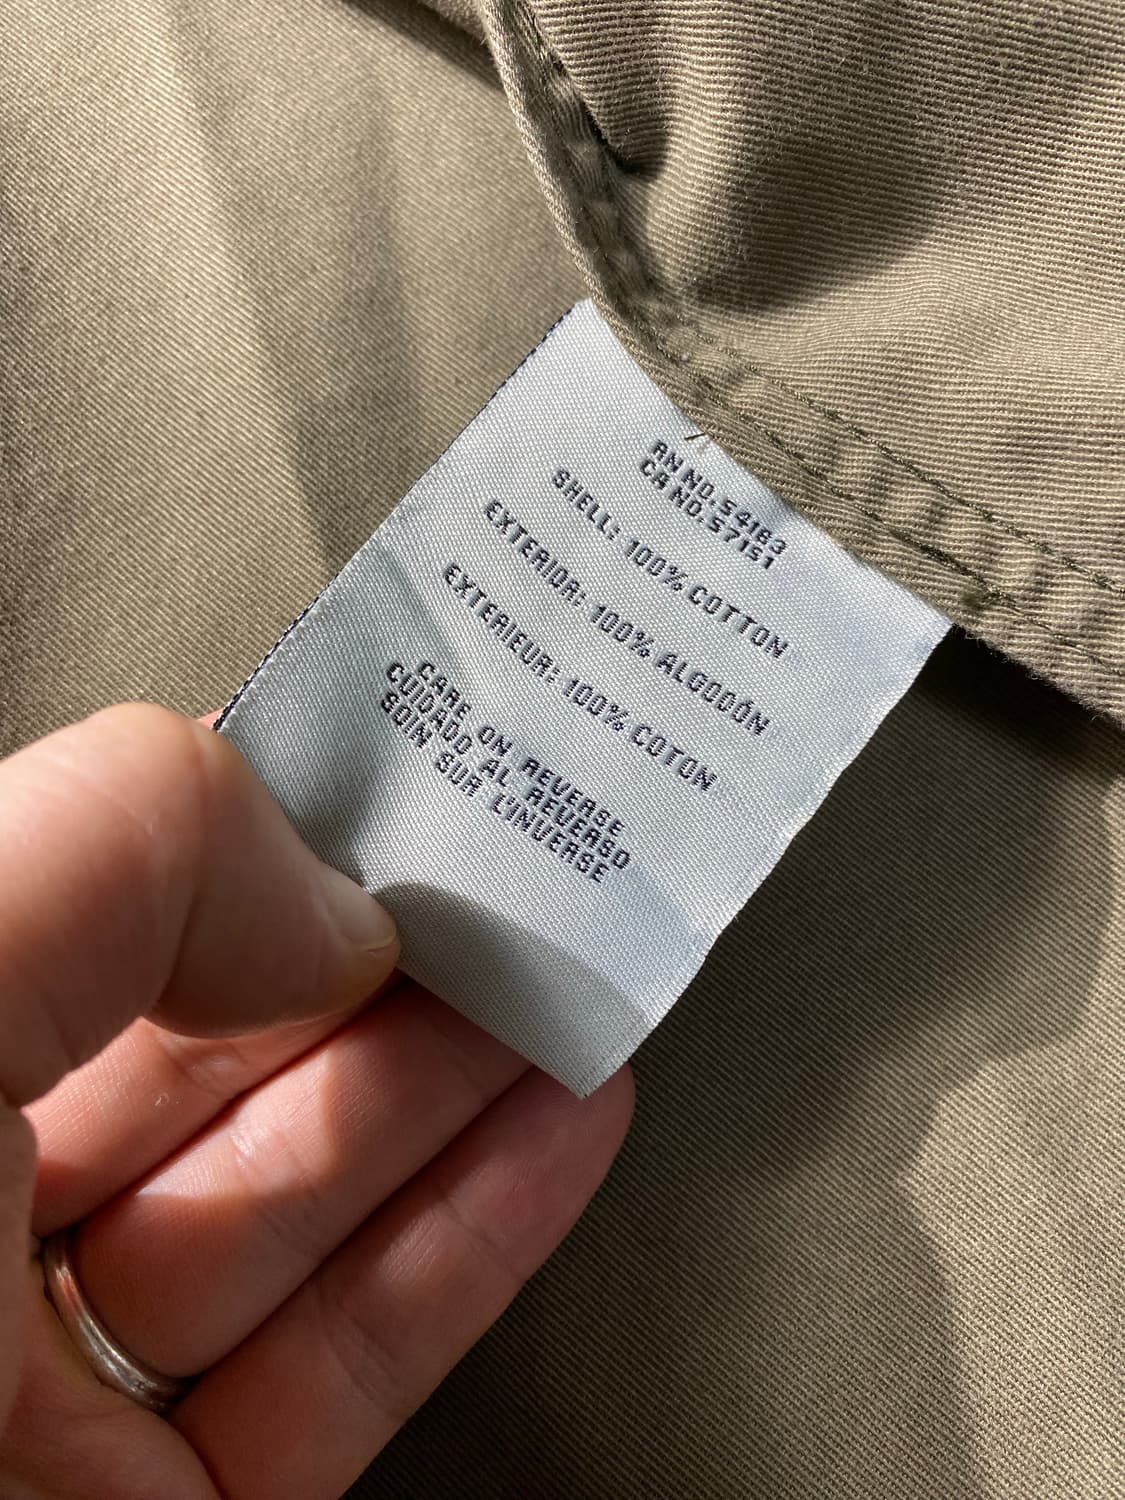 RN NO. 54163
CA NO. 57151
SHELL: 100% COTTON
EXTERIOR: 100% ALGODÓN
EXTERIEUR: 100% COTON
CARE ON REVERSE
CUIDADO AL REVERSO
SOIN SUR L'INVERSE